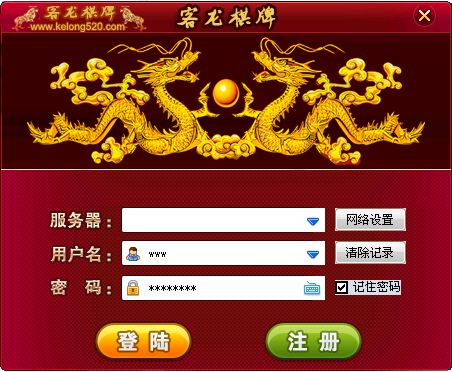 客龙棋牌
www.kelong520.com
客龙棋牌
服务器： 网络设置
用户名： www 清除记录
密 码： ******** 记住密码
登 陆 注 册